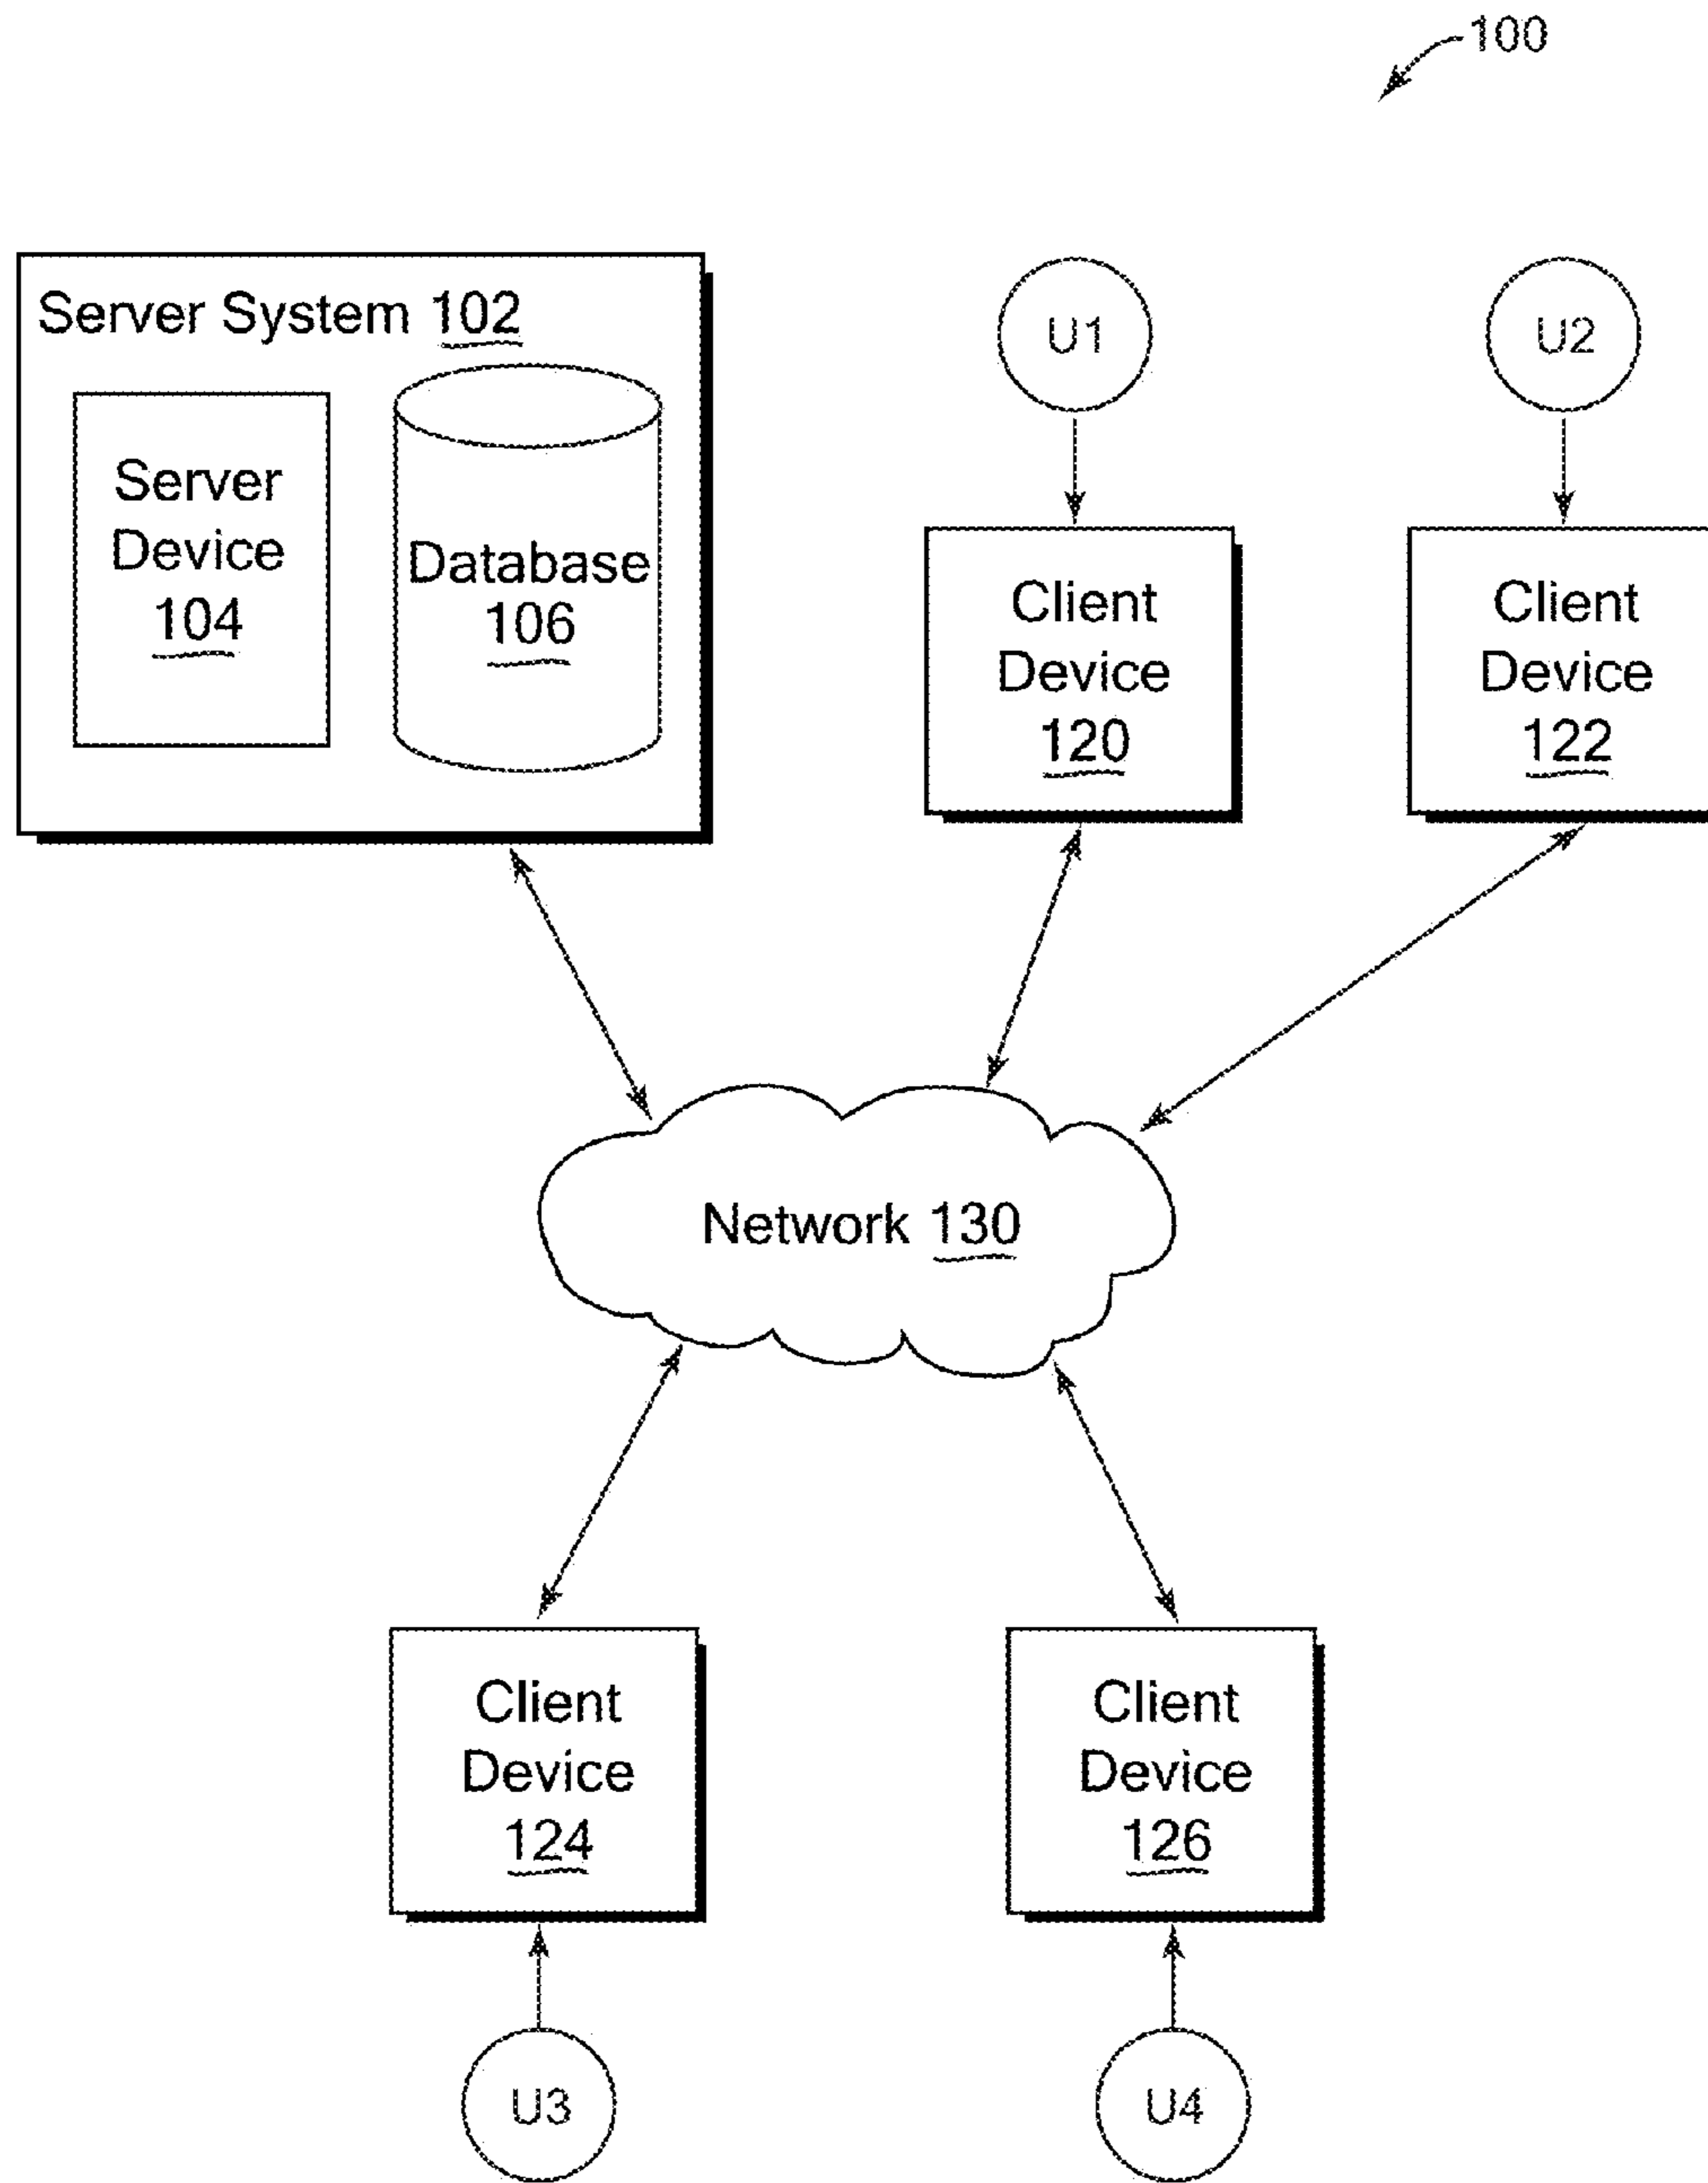 100
Server System 102
Server
Device
104
Database
106
U1
U2
Client
Device
120
Client
Device
122
Network 130
Client
Device
124
Client
Device
126
U3
U4